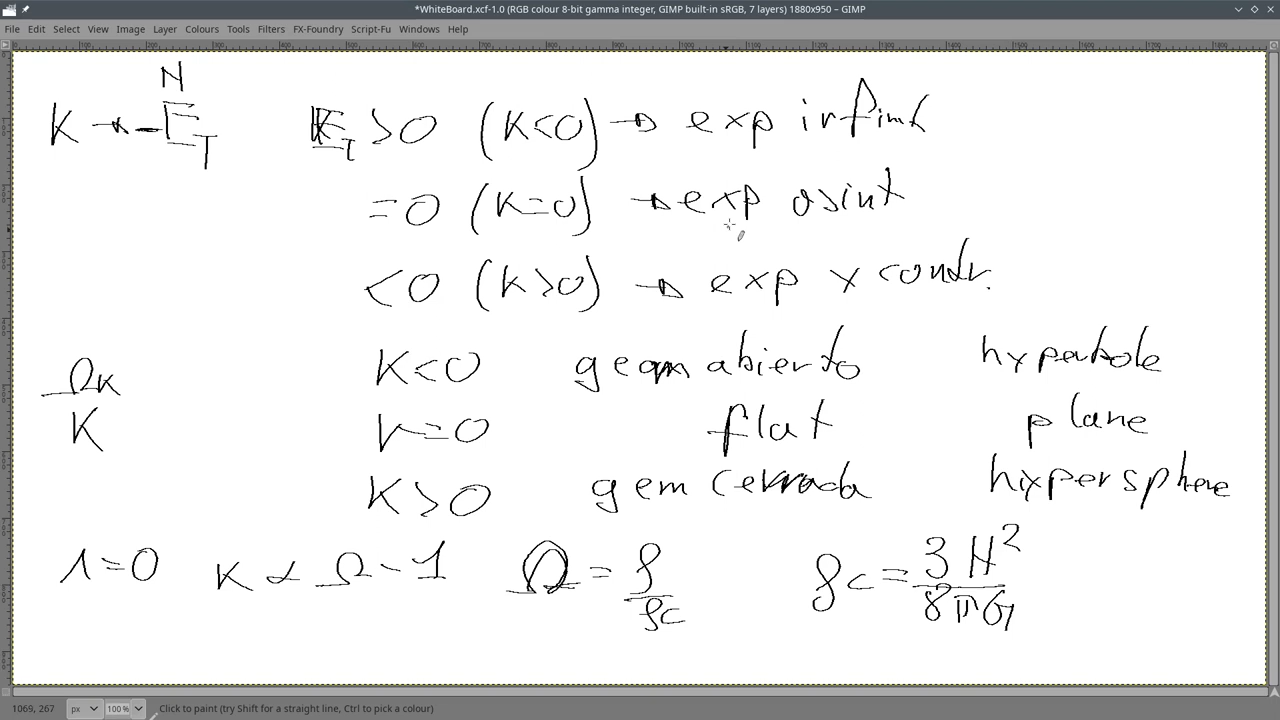 *WhiteBoard.xcf-1.0 (RGB colour 8-bit gamma integer, GIMP built-in sRGB, 7 layers) 1880x950 – GIMP
File Edit Select View Image Layer Colours Tools Filters FX-Foundry Script-Fu Windows Help
N
K → -E_T E_T >0 (K<0) → exp infinit
=0 (K=0) → exp asint
<0 (K>0) → exp y contr.
K<0 geom abierto hyperbole
Ωκ
K K=0 flat plane
K>0 gem cerrada hypersphere
Λ=0 K ∝ Ω-1 Ω = ρ/ρc ρc = 3H²/8πG
1069, 267 px 100% Click to paint (try Shift for a straight line, Ctrl to pick a colour)